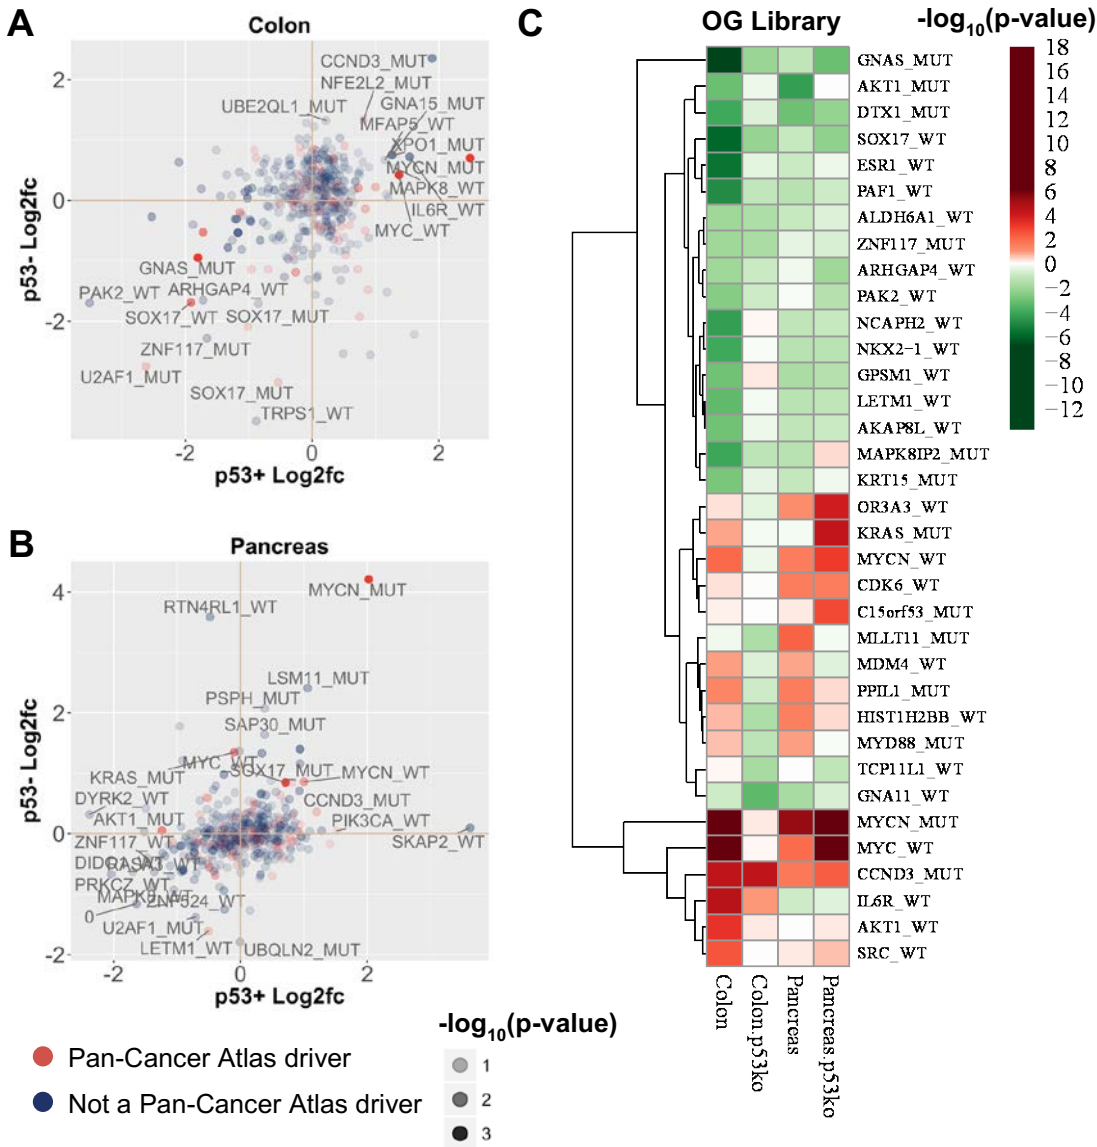 A
Colon
p53- Log2fc
2
0
-2
CCND3_MUT
NFE2L2_MUT
GNA15_MUT
UBE2QL1_MUT
MFAP5_WT
XPO1_MUT
MYCN_MUT
MAPK8_WT
IL6R_WT
MYC_WT
GNAS_MUT
PAK2_WT
ARHGAP4_WT
SOX17_WT
SOX17_MUT
ZNF117_MUT
U2AF1_MUT
SOX17_MUT
TRPS1_WT
-2
0
2
p53+ Log2fc
B
Pancreas
p53- Log2fc
4
2
0
-2
MYCN_MUT
RTN4RL1_WT
LSM11_MUT
PSPH_MUT
SAP30_MUT
MYC_WT
SOX17_MUT
MYCN_WT
KRAS_MUT
DYRK2_WT
CCND3_MUT
AKT1_MUT
PIK3CA_WT
ZNF117_WT
SKAP2_WT
PRKCZ_WT
ZNF524_WT
0
U2AF1_MUT
LETM1_WT
UBQLN2_MUT
-2
0
2
p53+ Log2fc
Pan-Cancer Atlas driver
Not a Pan-Cancer Atlas driver
-log10(p-value)
1
2
3
C
OG Library
-log10(p-value)
GNAS_MUT
AKT1_MUT
DTX1_MUT
SOX17_WT
ESR1_WT
PAF1_WT
ALDH6A1_WT
ZNF117_MUT
ARHGAP4_WT
PAK2_WT
NCAPH2_WT
NKX2-1_WT
GPSM1_WT
LETM1_WT
AKAP8L_WT
MAPK8IP2_MUT
KRT15_MUT
OR3A3_WT
KRAS_MUT
MYCN_WT
CDK6_WT
C15orf53_MUT
MLLT11_MUT
MDM4_WT
PPIL1_MUT
HIST1H2BB_WT
MYD88_MUT
TCP11L1_WT
GNA11_WT
MYCN_MUT
MYC_WT
CCND3_MUT
IL6R_WT
AKT1_WT
SRC_WT
Colon
Colon.p53ko
Pancreas
Pancreas.p53ko
18
16
14
12
10
8
6
4
2
0
−2
−4
−6
−8
−10
−12